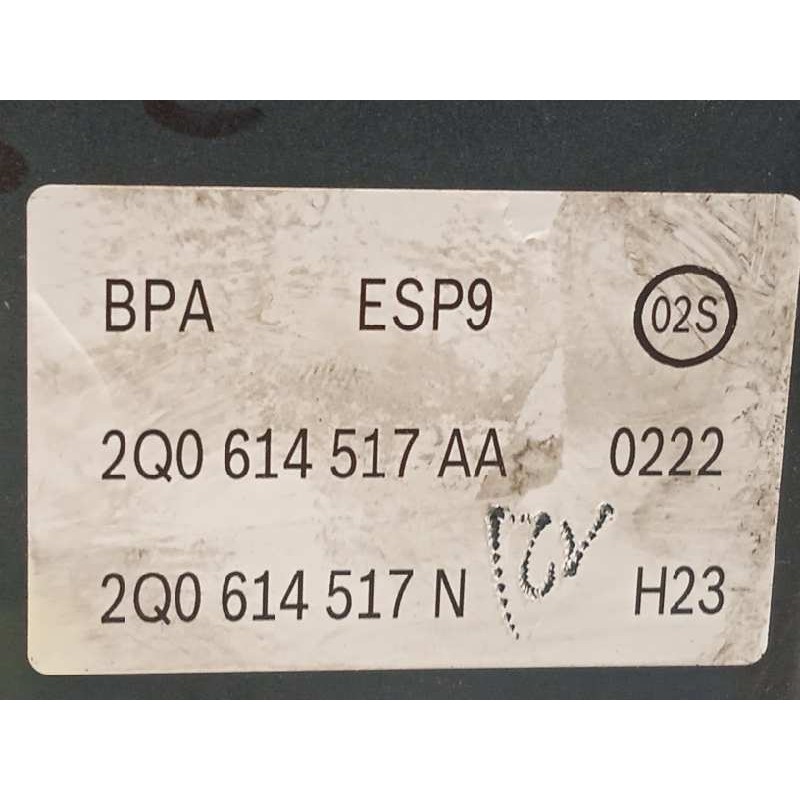 BPA ESP9 02S
2Q0 614 517 AA 0222
2Q0 614 517 N H23